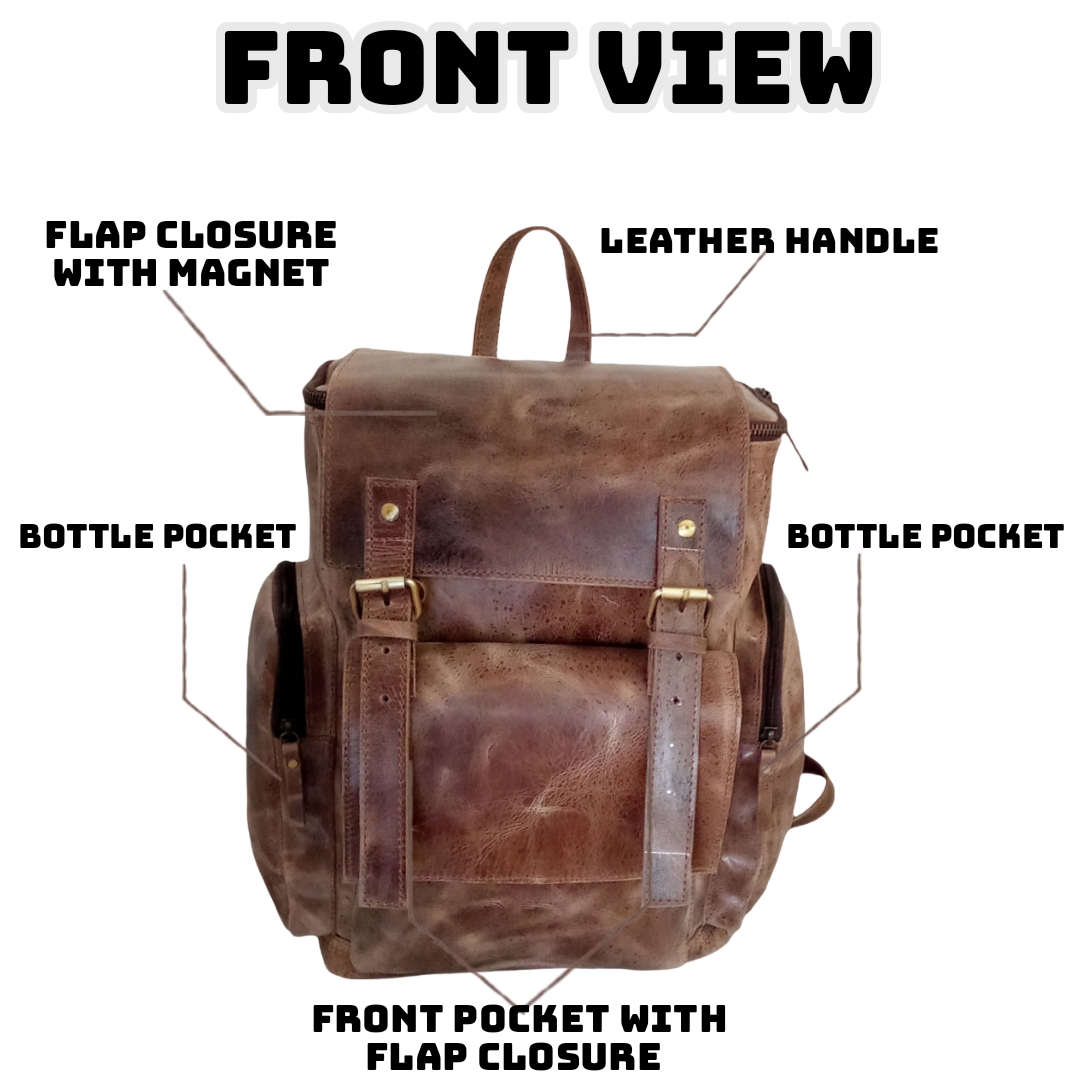 FRONT VIEW
FLAP CLOSURE
WITH MAGNET
LEATHER HANDLE
BOTTLE POCKET
BOTTLE POCKET
FRONT POCKET WITH
FLAP CLOSURE